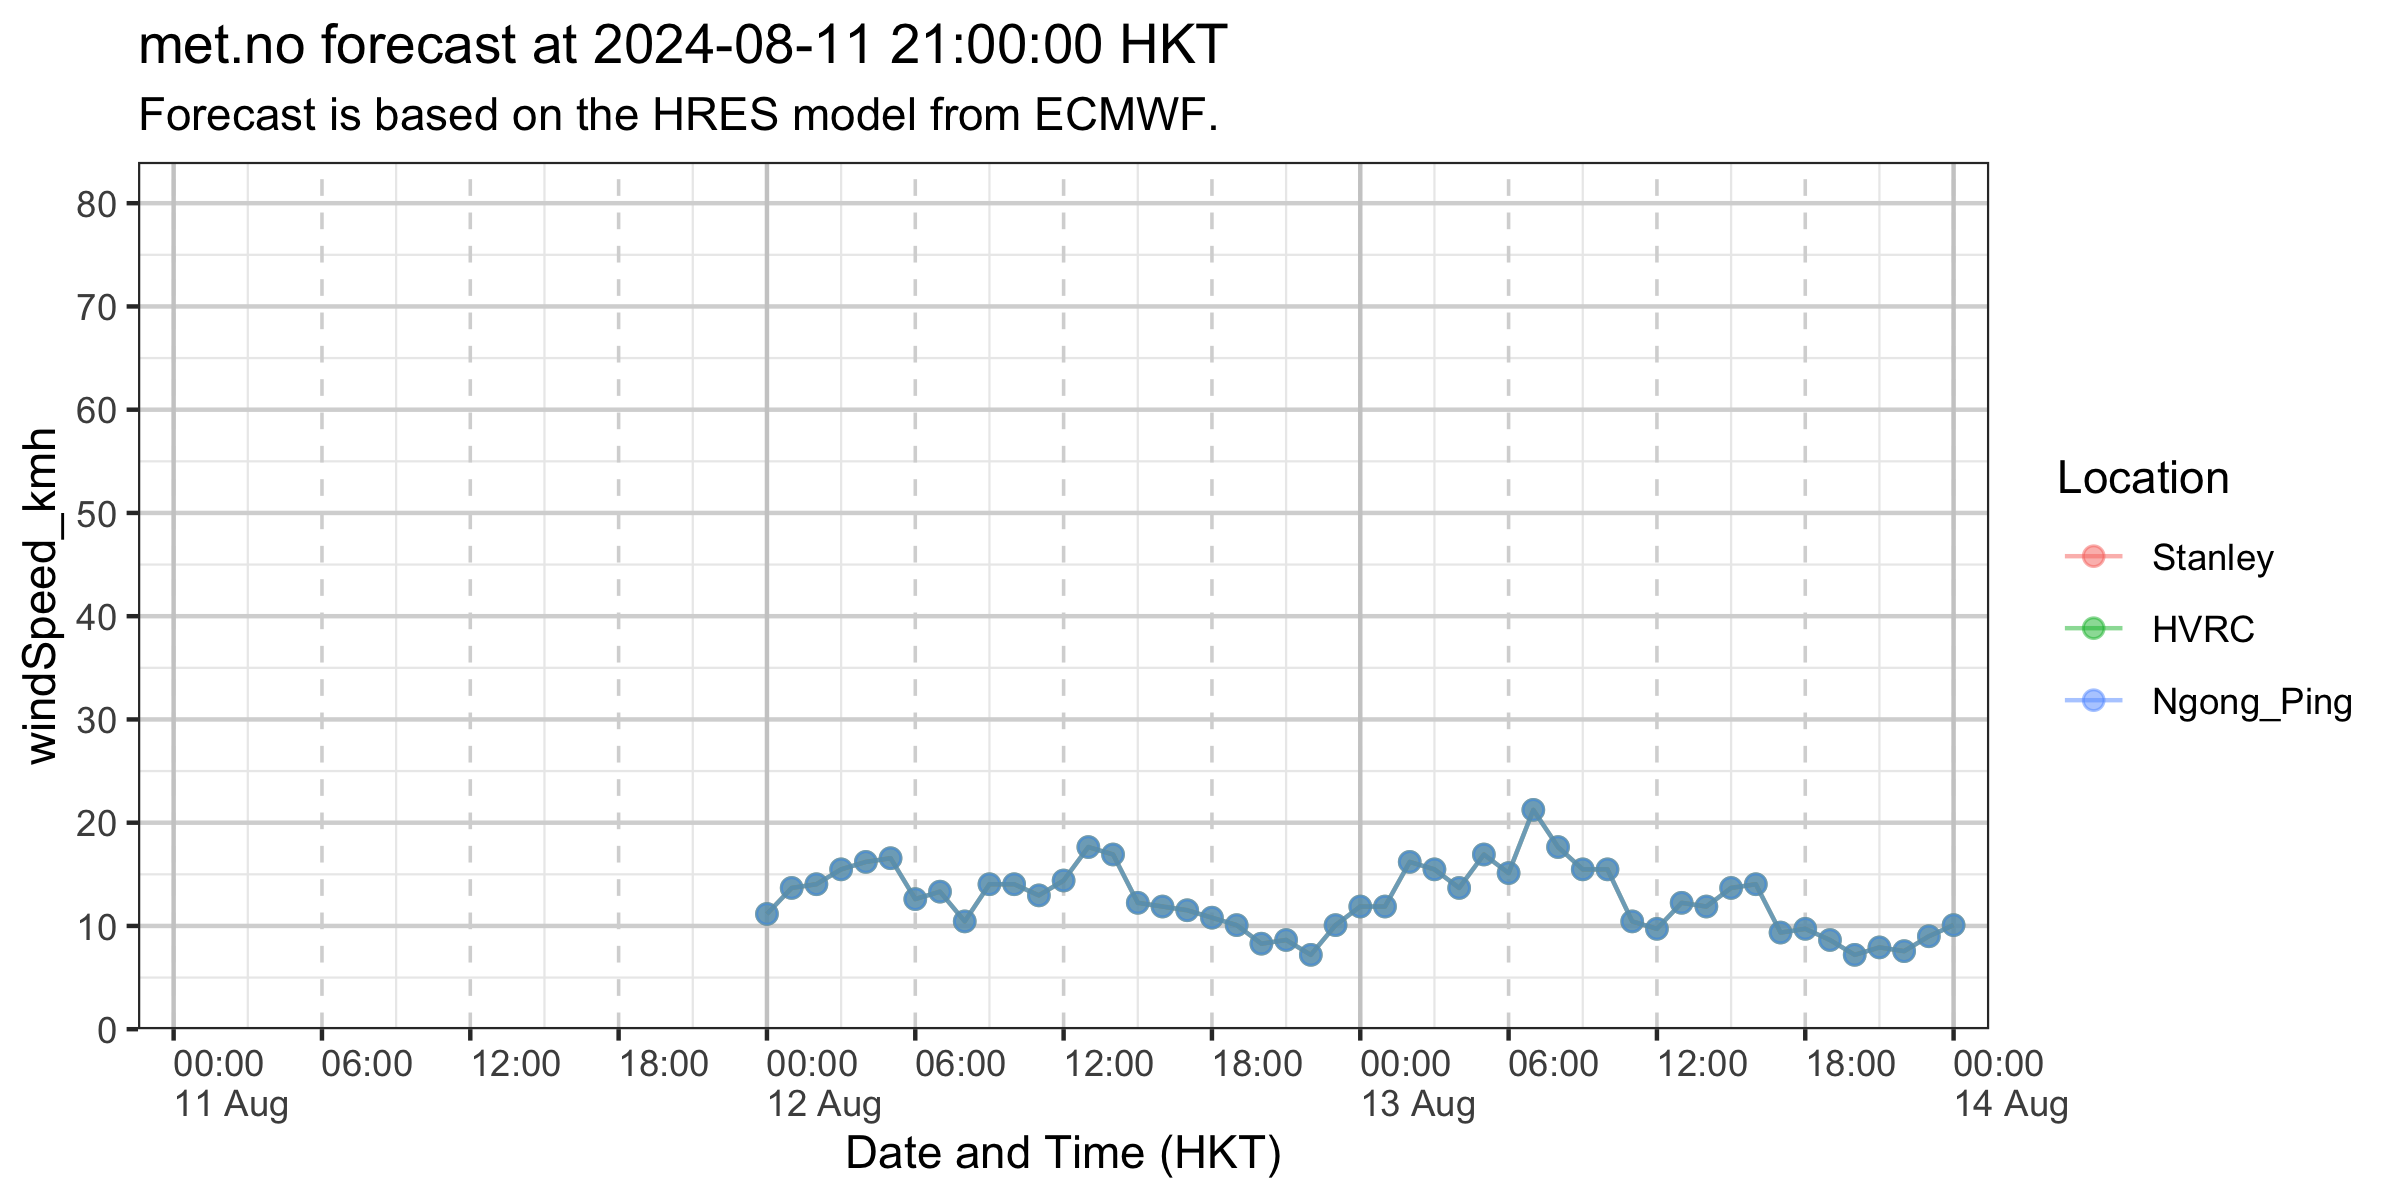 met.no forecast at 2024-08-11 21:00:00 HKT
Forecast is based on the HRES model from ECMWF.
windSpeed_kmh
80
70
60
50
40
30
20
10
0
00:00 06:00 12:00 18:00 00:00 06:00 12:00 18:00 00:00 06:00 12:00 18:00 00:00
11 Aug 12 Aug 13 Aug 14 Aug
Date and Time (HKT)
Location
Stanley
HVRC
Ngong_Ping